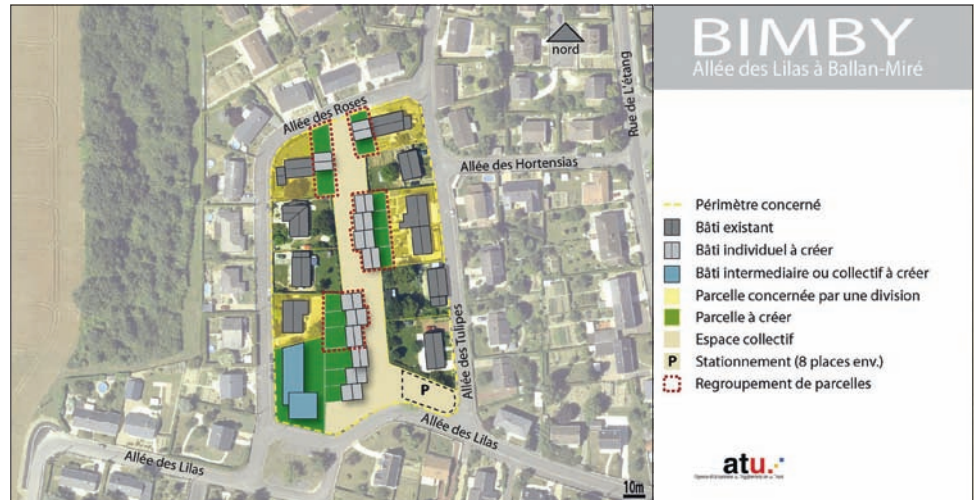 nord
Allée des Roses
Rue de L'étang
Allée des Hortensias
Allée des Tulipes
P
Allée des Lilas
Allée des Lilas
10m
BIMBY
Allée des Lilas à Ballan-Miré
Périmètre concerné
Bâti existant
Bâti individuel à créer
Bâti intermediaire ou collectif à créer
Parcelle concernée par une division
Parcelle à créer
Espace collectif
P Stationnement (8 places env.)
Regroupement de parcelles
atu